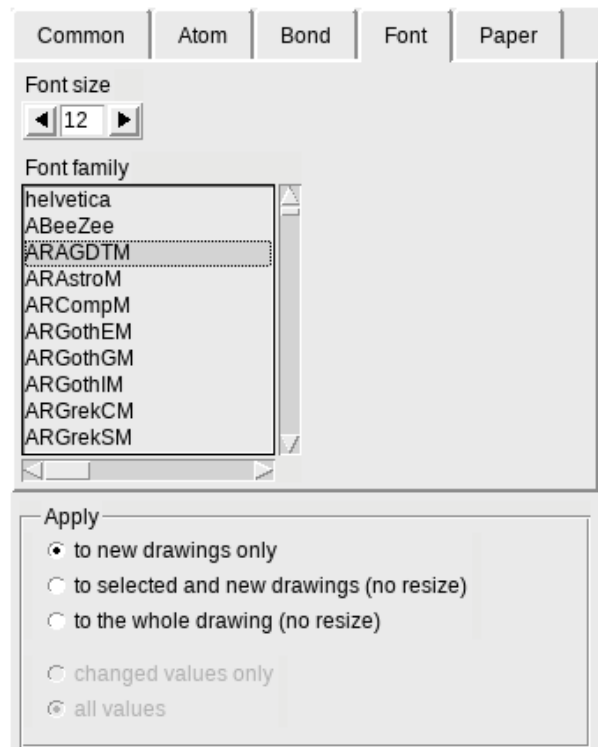 Common Atom Bond Font Paper
Font size
12
Font family
helvetica
ABeeZee
ARAGDTM
ARAstroM
ARCompM
ARGothEM
ARGothGM
ARGothIM
ARGrekCM
ARGrekSM
Apply
to new drawings only
to selected and new drawings (no resize)
to the whole drawing (no resize)
changed values only
all values